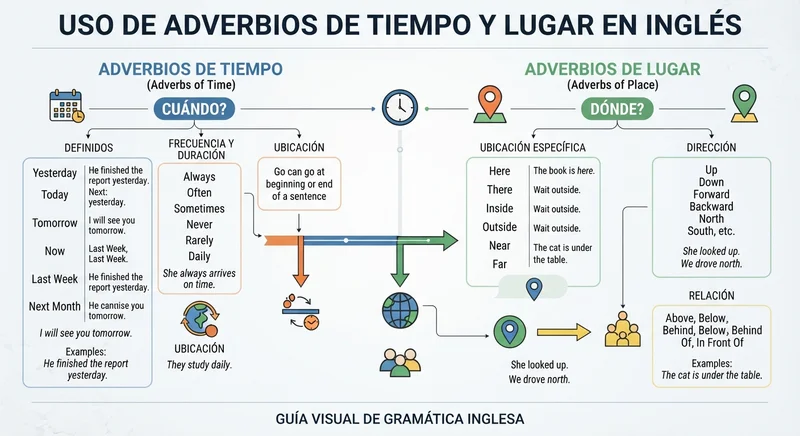 USO DE ADVERBIOS DE TIEMPO Y LUGAR EN INGLÉS
ADVERBIOS DE TIEMPO
(Adverbs of Time)
CUÁNDO?
DEFINIDOS
Yesterday
He finished the
report yesterday.
Today
Next:
yesterday.
Tomorrow
I will see you
tomorrow.
Now
Last Week,
Last Week.
Last Week
He finished the
report yesterday.
Next Month
He cannise you
tomorrow.
I will see you tomorrow.
Examples:
He finished the report
yesterday.
FRECUENCIA Y
DURACIÓN
Always
Often
Sometimes
Never
Rarely
Daily
She always arrives
on time.
UBICACIÓN
They study daily.
UBICACIÓN
Go can go at
beginning or end
of a sentence
ADVERBIOS DE LUGAR
(Adverbs of Place)
DÓNDE?
UBICACIÓN ESPECÍFICA
Here
The book is here.
There
Wait outside.
Inside
Wait outside.
Outside
Wait outside.
Near
The cat is under
the table.
Far
She looked up.
We drove north.
DIRECCIÓN
Up
Down
Forward
Backward
North
South, etc.
She looked up.
We drove north.
RELACIÓN
Above, Below,
Behind, Below, Behind
Of, In Front Of
Examples:
The cat is under the table.
GUÍA VISUAL DE GRAMÁTICA INGLESA